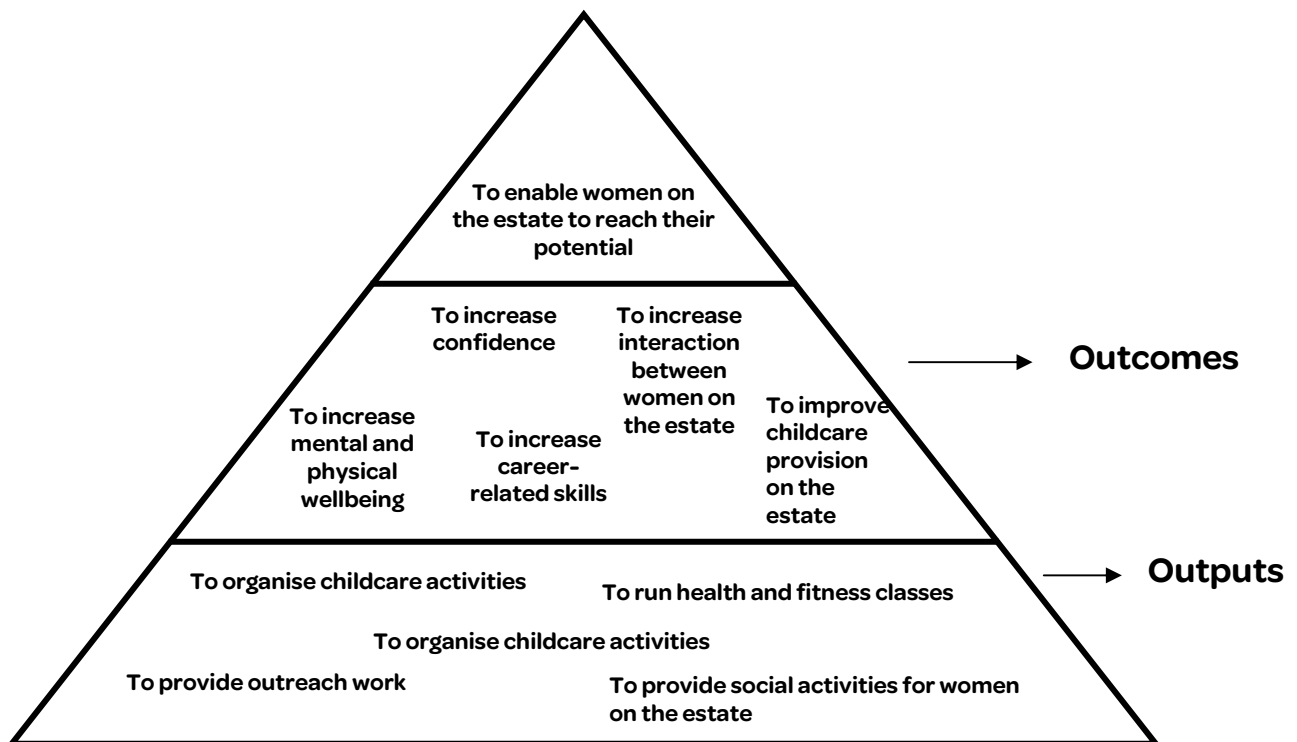 To enable women on
the estate to reach their
potential
To increase
confidence
To increase
interaction
between
women on
the estate
Outcomes
To increase
mental and
physical
wellbeing
To increase
career-
related skills
To improve
childcare
provision
on the
estate
To organise childcare activities
To run health and fitness classes
Outputs
To organise childcare activities
To provide outreach work
To provide social activities for women
on the estate